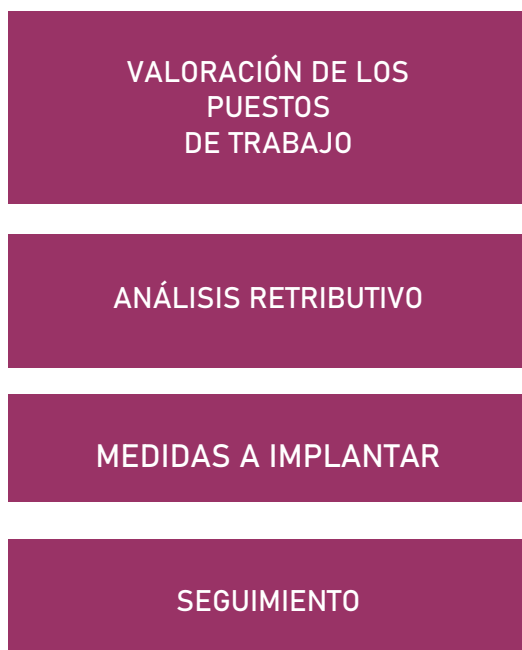 VALORACIÓN DE LOS
PUESTOS
DE TRABAJO
ANÁLISIS RETRIBUTIVO
MEDIDAS A IMPLANTAR
SEGUIMIENTO